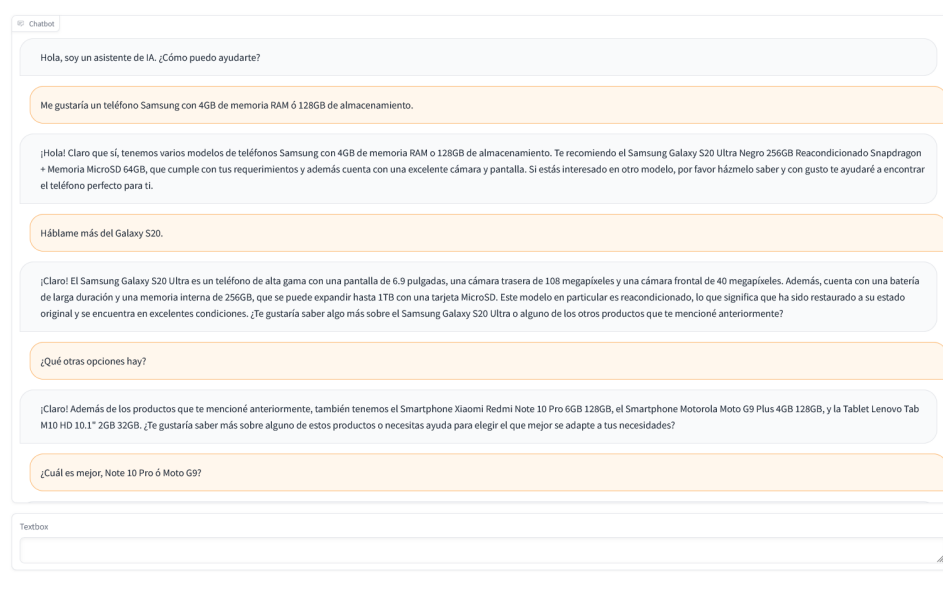 Chatbot
Hola, soy un asistente de IA. ¿Cómo puedo ayudarte?
Me gustaría un teléfono Samsung con 4GB de memoria RAM ó 128GB de almacenamiento.
¡Hola! Claro que sí, tenemos varios modelos de teléfonos Samsung con 4GB de memoria RAM o 128GB de almacenamiento. Te recomiendo el Samsung Galaxy S20 Ultra Negro 256GB Reacondicionado Snapdragon
+ Memoria MicroSD 64GB, que cumple con tus requerimientos y además cuenta con una excelente cámara y pantalla. Si estás interesado en otro modelo, por favor házmelo saber y con gusto te ayudaré a encontrar
el teléfono perfecto para ti.
Háblame más del Galaxy S20.
¡Claro! El Samsung Galaxy S20 Ultra es un teléfono de alta gama con una pantalla de 6.9 pulgadas, una cámara trasera de 108 megapíxeles y una cámara frontal de 40 megapíxeles. Además, cuenta con una batería
de larga duración y una memoria interna de 256GB, que se puede expandir hasta 1TB con una tarjeta MicroSD. Este modelo en particular es reacondicionado, lo que significa que ha sido restaurado a su estado
original y se encuentra en excelentes condiciones. ¿Te gustaría saber algo más sobre el Samsung Galaxy S20 Ultra o alguno de los otros productos que te mencioné anteriormente?
¿Qué otras opciones hay?
¡Claro! Además de los productos que te mencioné anteriormente, también tenemos el Smartphone Xiaomi Redmi Note 10 Pro 6GB 128GB, el Smartphone Motorola Moto G9 Plus 4GB 128GB, y la Tablet Lenovo Tab
M10 HD 10.1" 2GB 32GB. ¿Te gustaría saber más sobre alguno de estos productos o necesitas ayuda para elegir el que mejor se adapte a tus necesidades?
¿Cuál es mejor, Note 10 Pro ó Moto G9?
Textbox